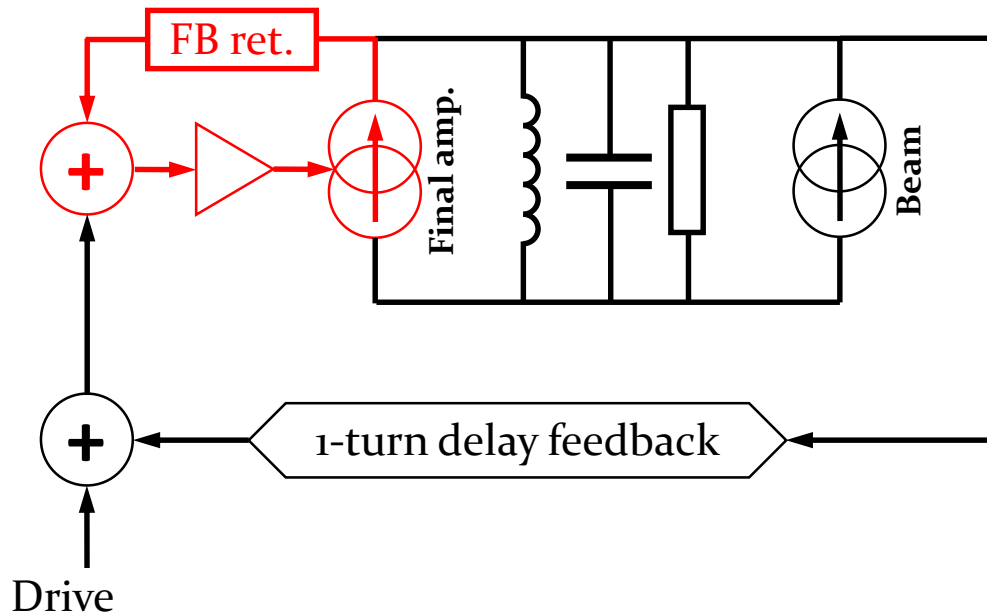 FB ret.
+
Final amp.
Beam
+
1-turn delay feedback
Drive